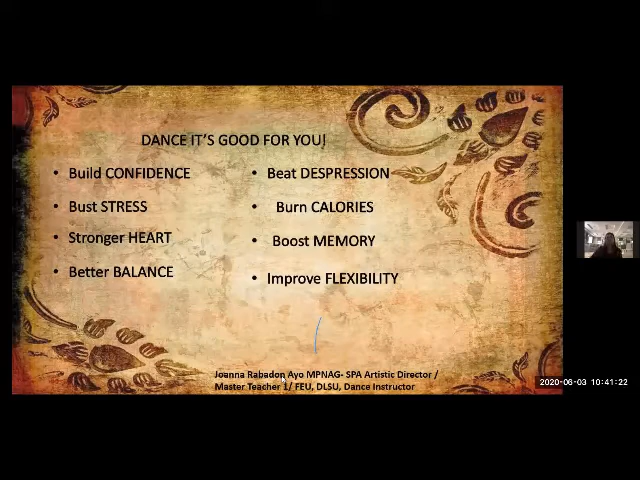 DANCE IT'S GOOD FOR YOU!
• Build CONFIDENCE
• Bust STRESS
• Stronger HEART
• Better BALANCE
• Beat DESPRESSION
• Burn CALORIES
• Boost MEMORY
• Improve FLEXIBILITY
Joanna Rabadon Ayo MPNAG- SPA Artistic Director /
Master Teacher 1/ FEU, DLSU, Dance Instructor
2020-06-03 10:41:22